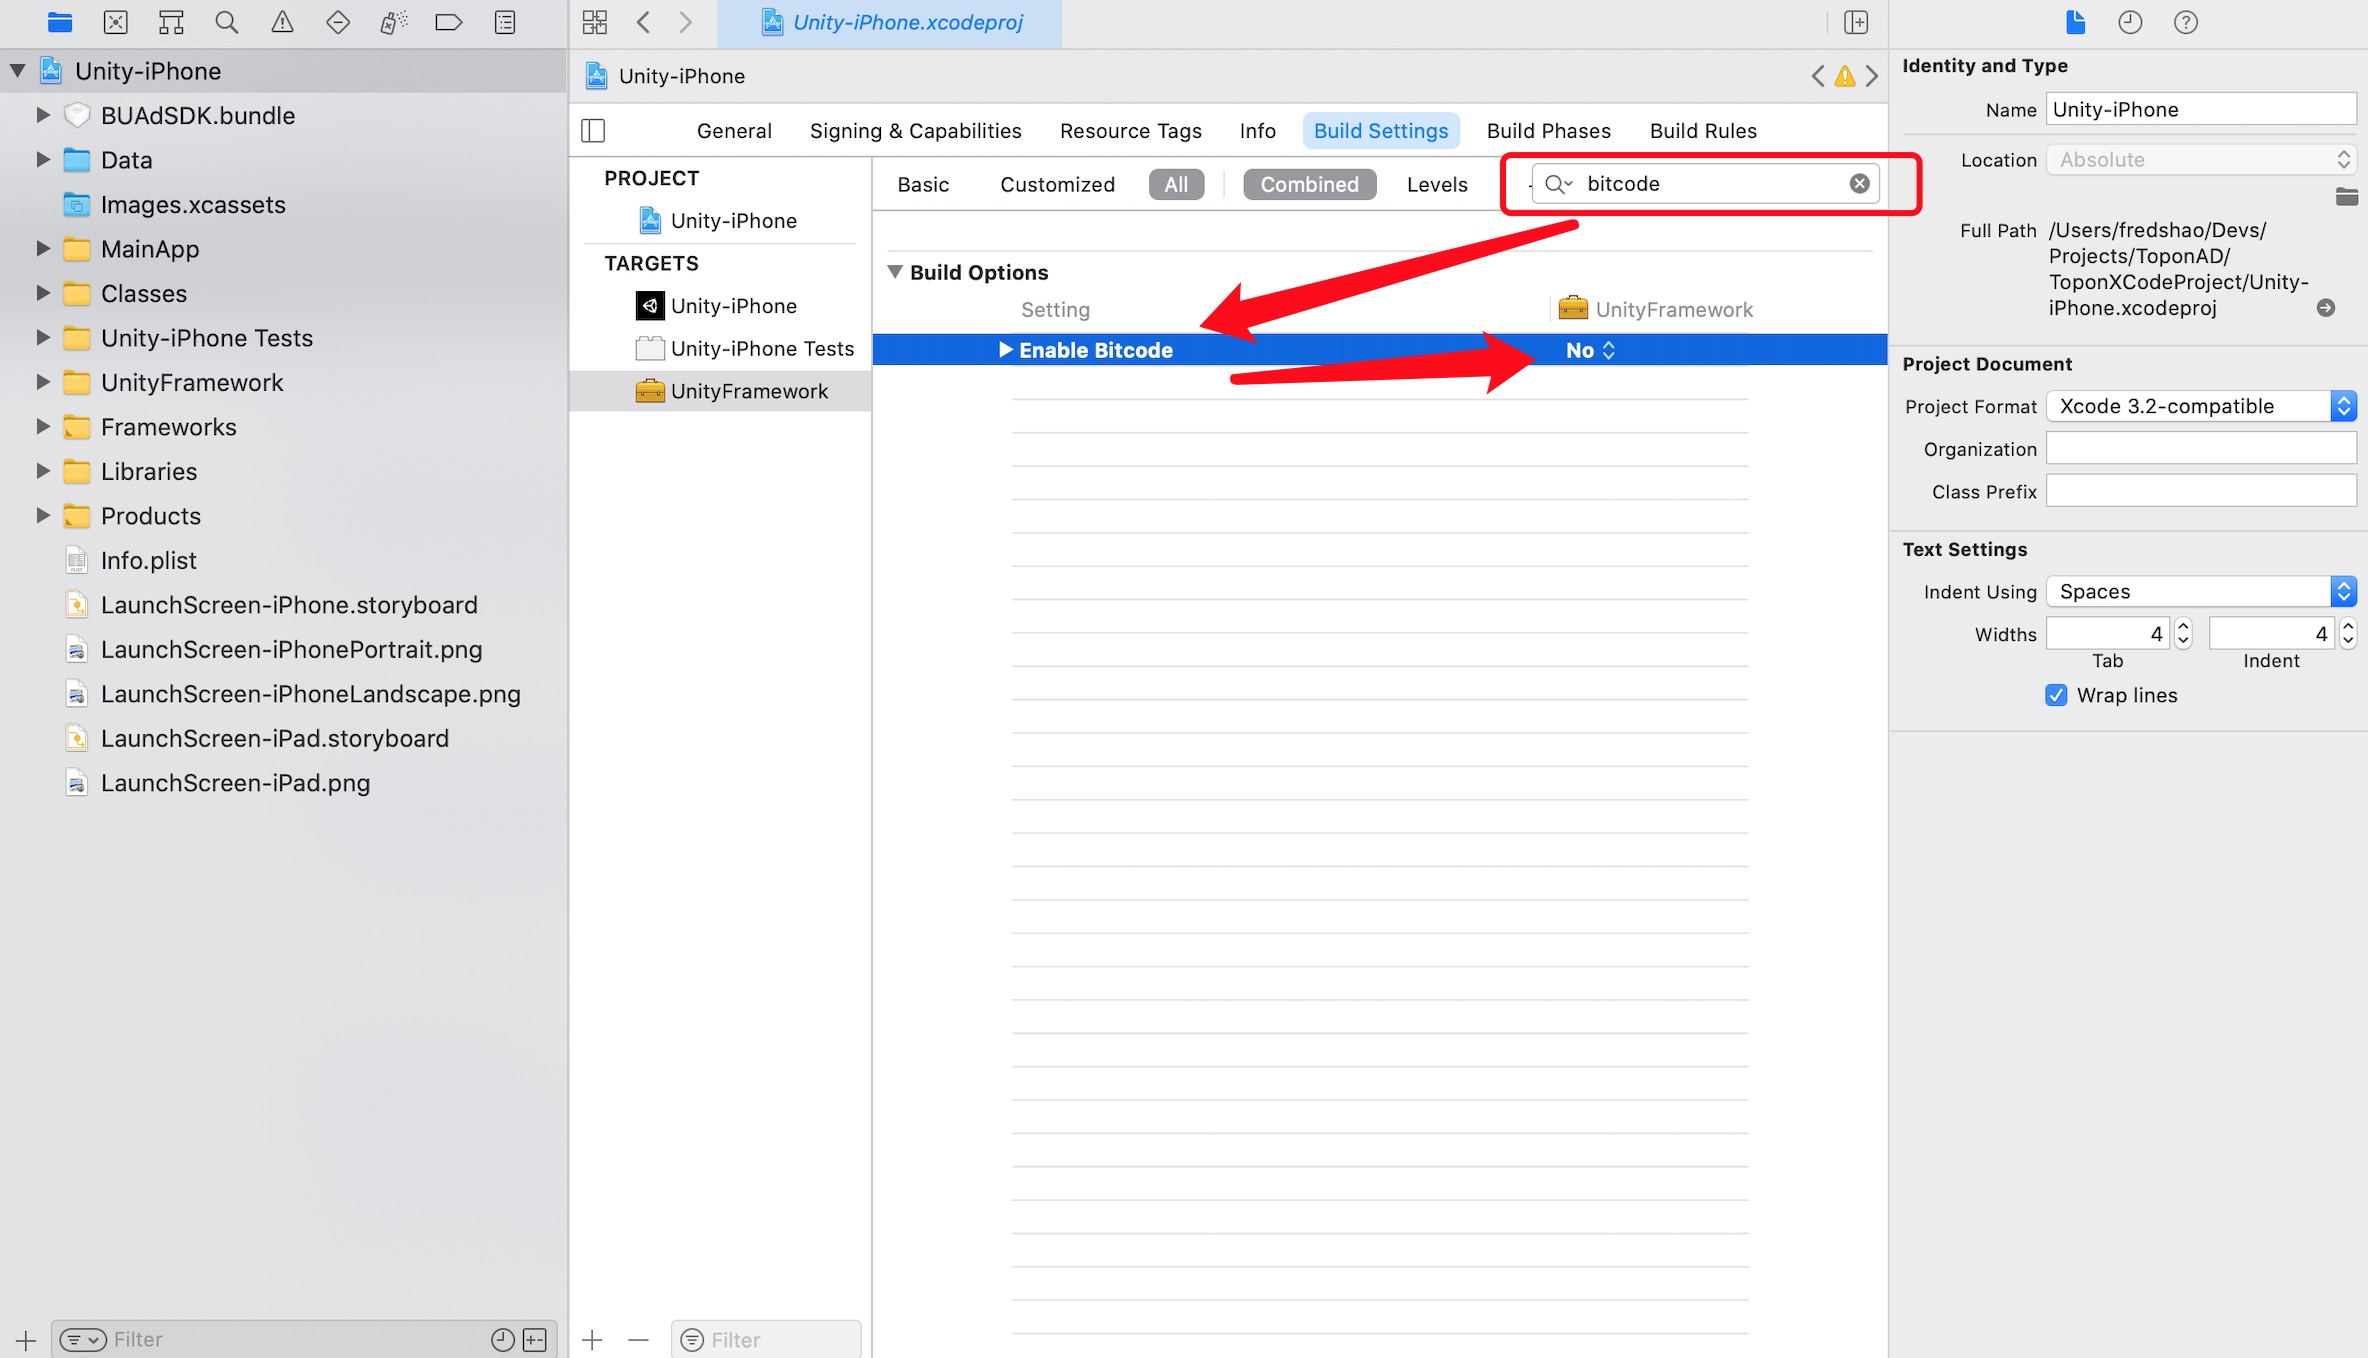 Unity-iPhone.xcodeproj
Unity-iPhone
BUAdSDK.bundle
Data
Images.xcassets
MainApp
Classes
Unity-iPhone Tests
UnityFramework
Frameworks
Libraries
Products
Info.plist
LaunchScreen-iPhone.storyboard
LaunchScreen-iPhonePortrait.png
LaunchScreen-iPhoneLandscape.png
LaunchScreen-iPad.storyboard
LaunchScreen-iPad.png
Filter
Unity-iPhone
General Signing & Capabilities Resource Tags Info Build Settings Build Phases Build Rules
PROJECT
Unity-iPhone
TARGETS
Unity-iPhone
Unity-iPhone Tests
UnityFramework
Filter
Basic Customized All Combined Levels bitcode
Build Options
Setting UnityFramework
Enable Bitcode No
Identity and Type
Name Unity-iPhone
Location Absolute
Full Path /Users/fredshao/Devs/
Projects/ToponAD/
ToponXCodeProject/Unity-
iPhone.xcodeproj
Project Document
Project Format Xcode 3.2-compatible
Organization
Class Prefix
Text Settings
Indent Using Spaces
Widths 4 4
Tab Indent
Wrap lines